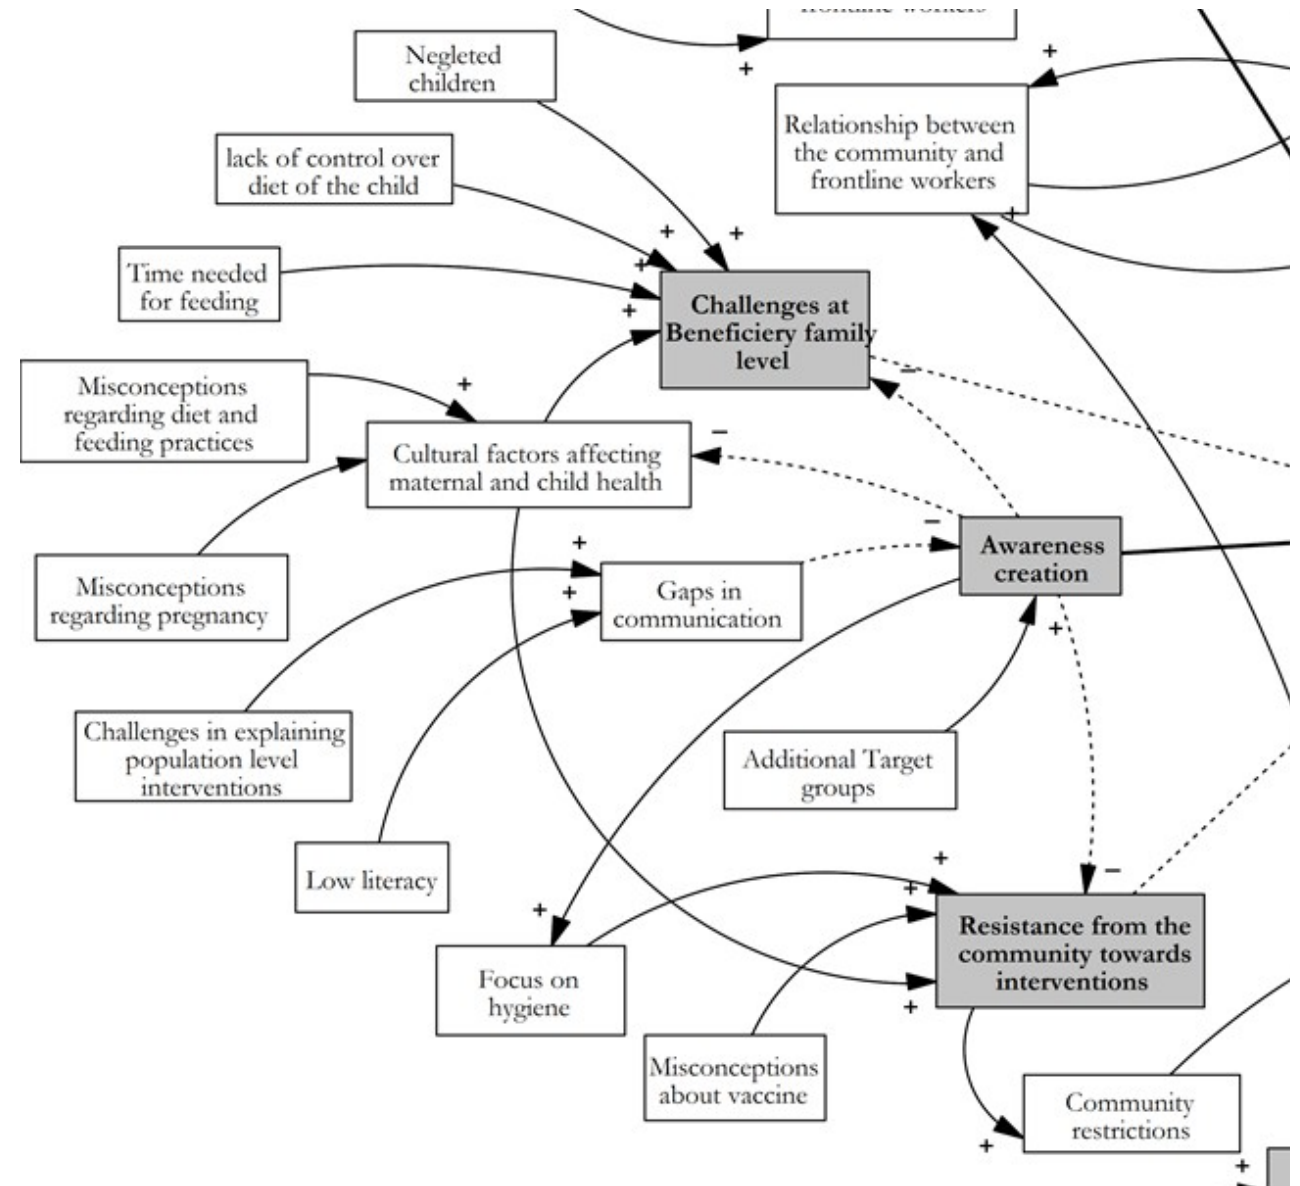 frontline workers
Negleted
children
Relationship between
the community and
frontline workers
lack of control over
diet of the child
Time needed
for feeding
Challenges at
Beneficiery family
level
Misconceptions
regarding diet and
feeding practices
Cultural factors affecting
maternal and child health
Awareness
creation
Misconceptions
regarding pregnancy
Gaps in
communication
Challenges in explaining
population level
interventions
Additional Target
groups
Low literacy
Resistance from the
community towards
interventions
Focus on
hygiene
Misconceptions
about vaccine
Community
restrictions